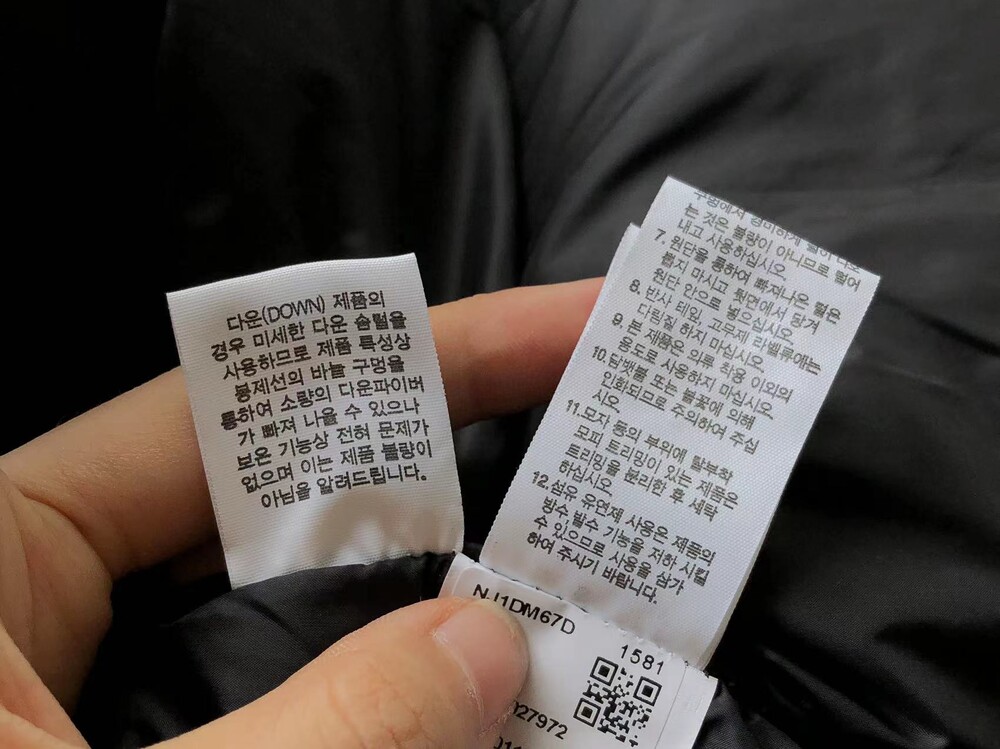 다운(DOWN) 제품의
경우 미세한 다운 솜털을
사용하므로 제품 특성상
봉제선의 바늘 구멍을
통하여 소량의 다운파이버
가 빠져 나올 수 있으나
보온 기능상 전혀 문제가
없으며 이는 제품 불량이
아님을 알려드립니다.
구멍에서 경미하게
는 것은 불량이 아니므로 털어
내고 사용하십시오.
7. 원단을 통하여 빠져나온 털은
뽑지 마시고 뒷면에서 당겨
원단 안으로 넣으십시오.
8. 반사 테잎, 고무제 라벨류에는
다림질 하지 마십시오.
9. 본 제품은 의류 착용 이외의
용도로 사용하지 마십시오.
10. 담뱃불 또는 불꽃에 의해
인화되므로 주의하여 주십
시오.
11. 모자 등의 부위에 탈부착
모피 트리밍이 있는 제품은
트리밍을 분리한 후 세탁
하십시오.
12. 섬유 유연제 사용은 제품의
방수 발수 기능을 저하 시킬
수 있으므로 사용을 삼가
하여 주시기 바랍니다.
NJ1DM67D
1581
027972